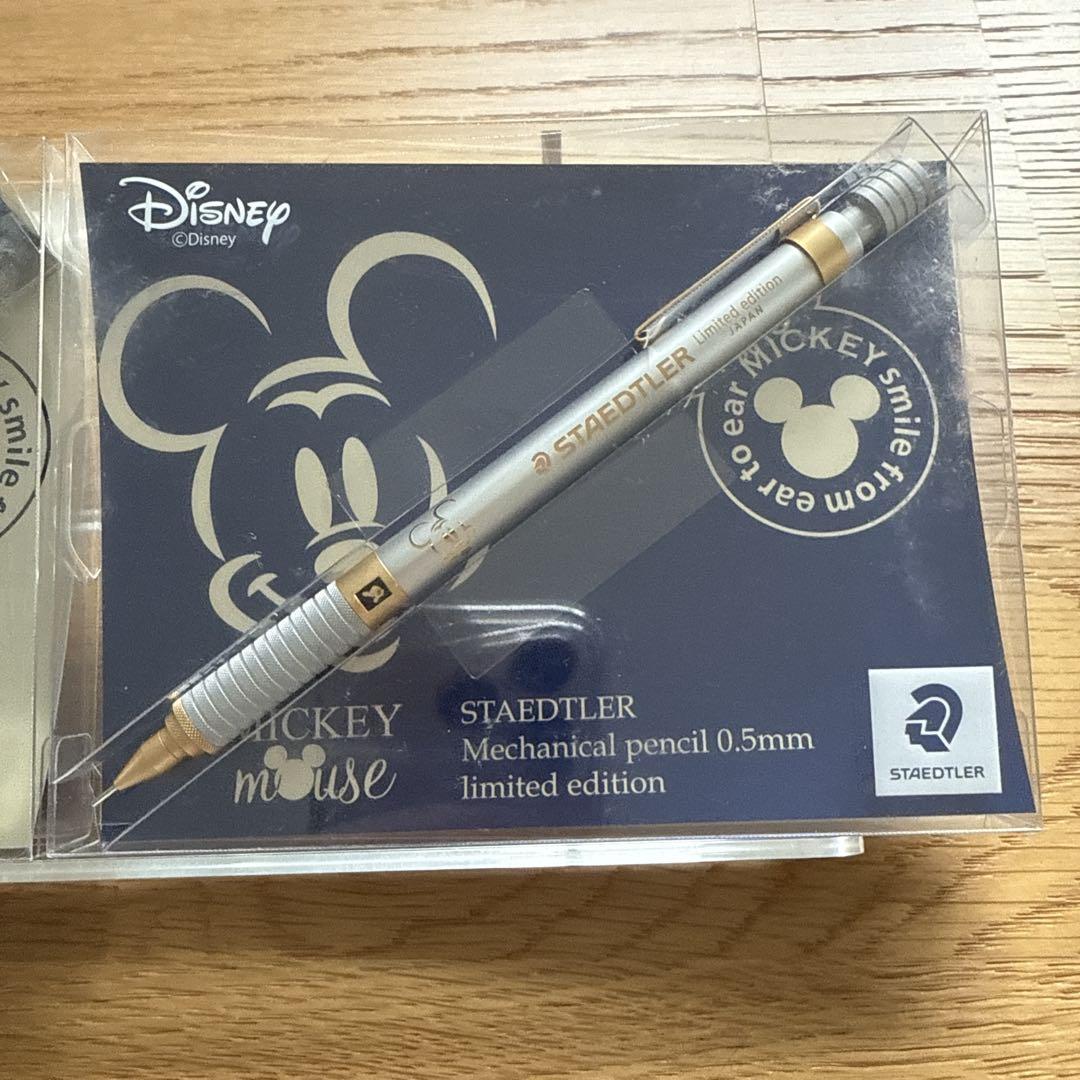 Disney
©Disney
STAEDTLER
Limited edition
JAPAN
MICKEY smile from ear to ear
smile
MICKEY
mouse
STAEDTLER
Mechanical pencil 0.5mm
limited edition
STAEDTLER